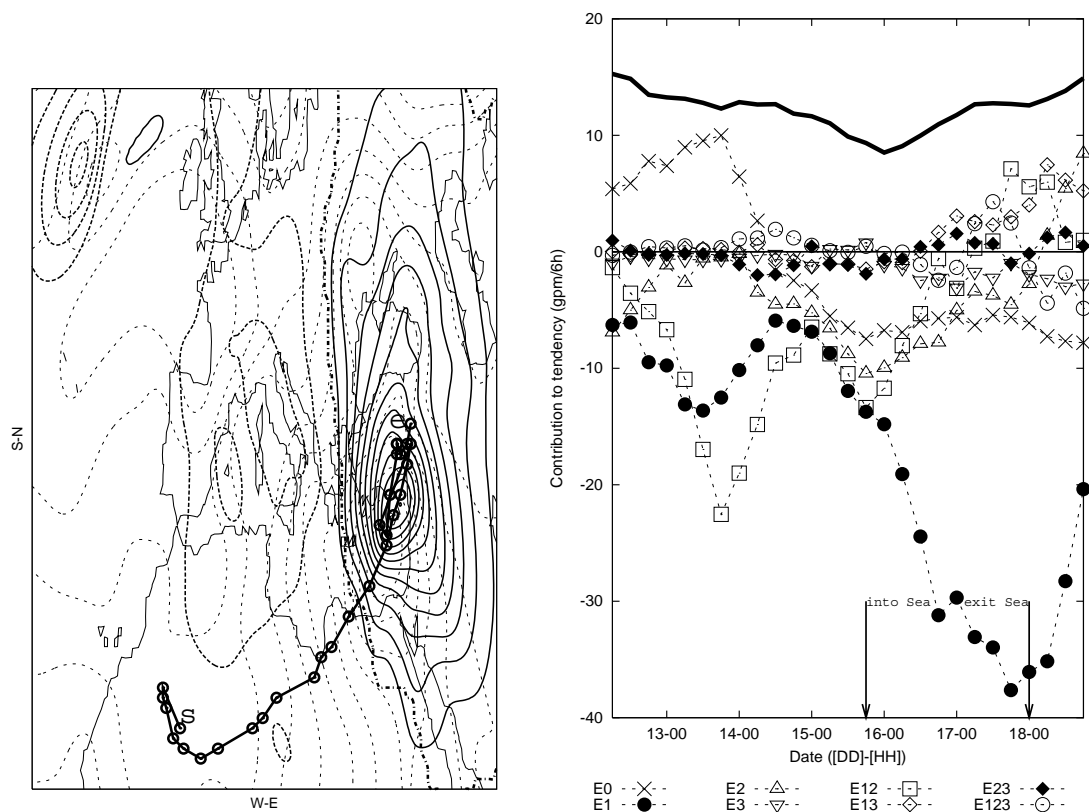 S-N
C
M
S
W-E
Contribution to tendency (gpm/6h)
20
10
0
-10
-20
-30
-40
into Sea exit Sea
13-00 14-00 15-00 16-00 17-00 18-00
Date ([DD]-[HH])
E0 E2 E12 E23
E1 E3 E13 E123